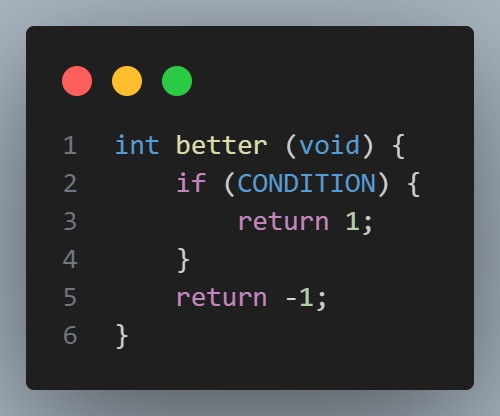 1 int better (void) {
2     if (CONDITION) {
3         return 1;
4     }
5     return -1;
6 }